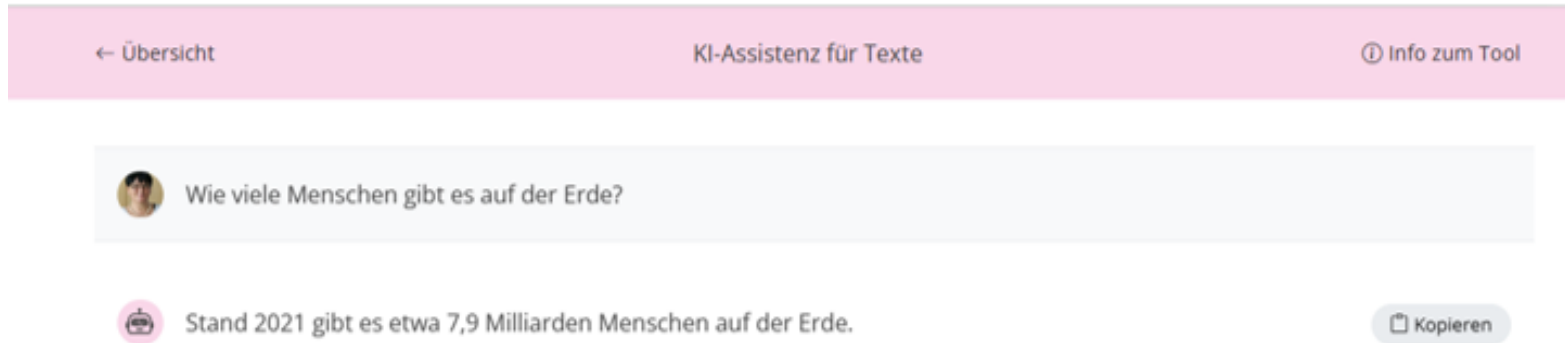 ← Übersicht KI-Assistenz für Texte ⓘ Info zum Tool
Wie viele Menschen gibt es auf der Erde?
Stand 2021 gibt es etwa 7,9 Milliarden Menschen auf der Erde. Kopieren